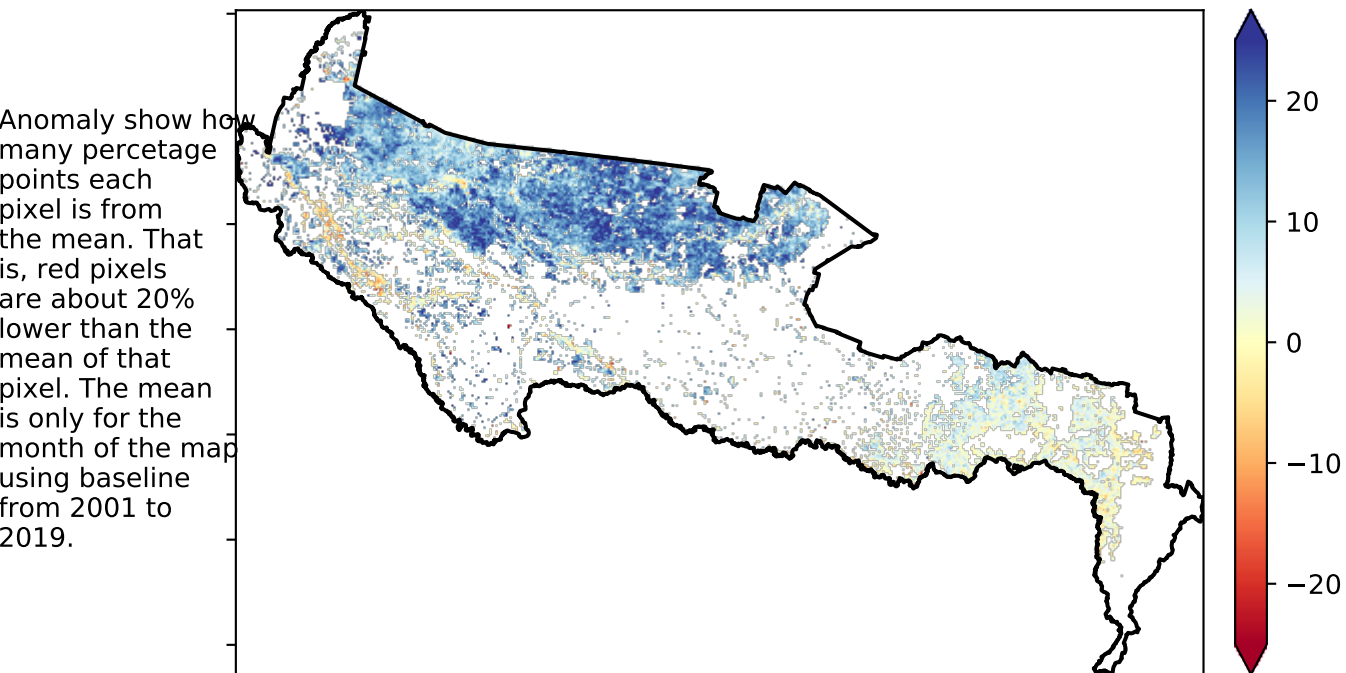 Anomaly show how
many percetage
points each
pixel is from
the mean. That
is, red pixels
are about 20%
lower than the
mean of that
pixel. The mean
is only for the
month of the map
using baseline
from 2001 to
2019.
20
10
0
−10
−20